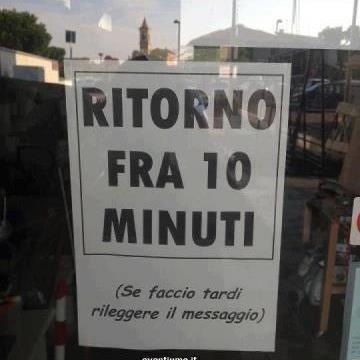 RITORNO
FRA 10
MINUTI
(Se faccio tardi
rileggere il messaggio)